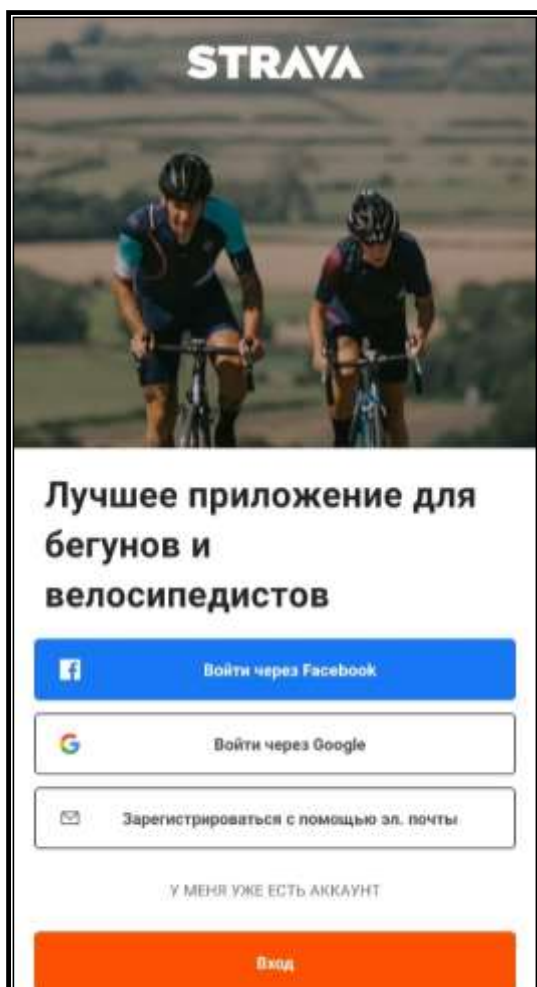 STRAVA
Лучшее приложение для
бегунов и
велосипедистов
Войти через Facebook
Войти через Google
Зарегистрироваться с помощью эл. почты
У МЕНЯ УЖЕ ЕСТЬ АККАУНТ
Вход